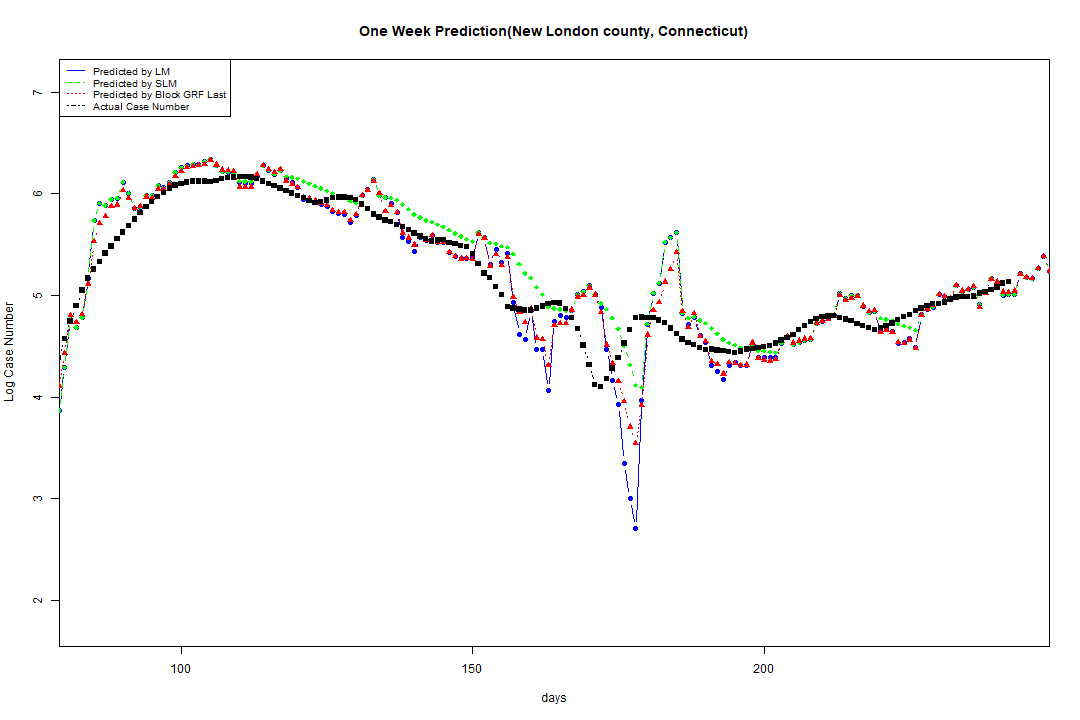 One Week Prediction(New London county, Connecticut)
Predicted by LM
Predicted by SLM
Predicted by Block GRF Last
Actual Case Number
7
6
5
4
3
2
Log Case Number
100
150
200
days